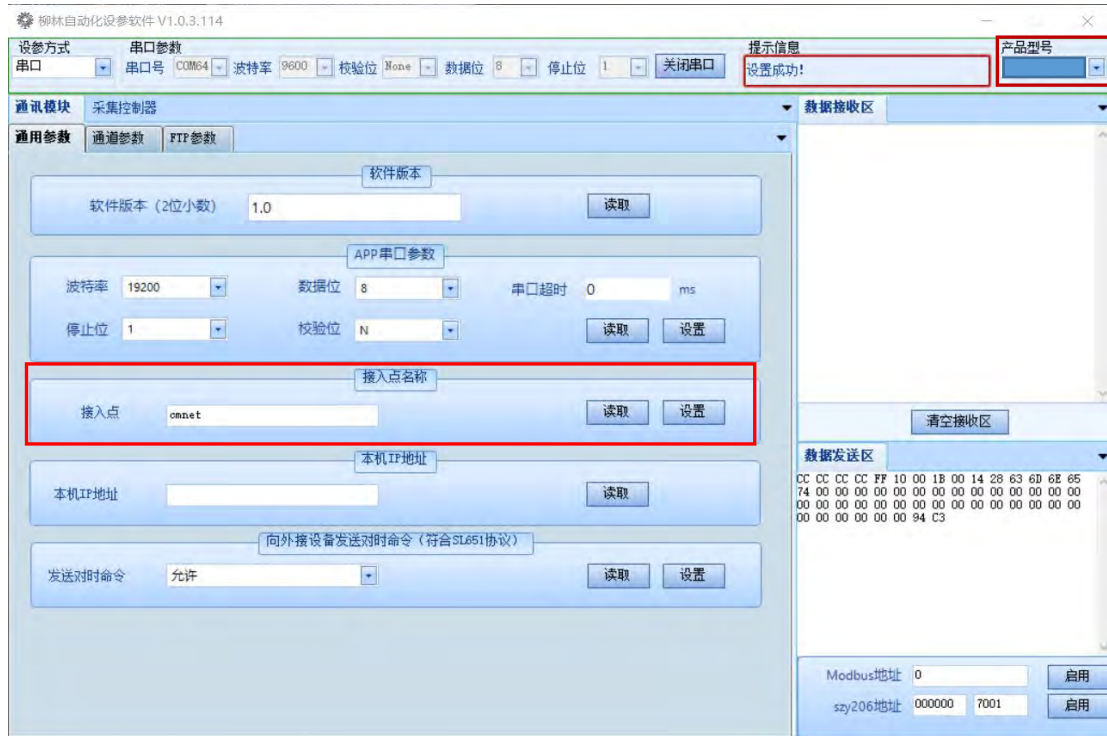 柳林自动化设参软件 V1.0.3.114
设参方式 串口参数 提示信息 产品型号
串口 串口号 COM64 波特率 9600 校验位 None 数据位 8 停止位 1 关闭串口 设置成功!
通讯模块 采集控制器 数据接收区
通用参数 通道参数 FTP参数
软件版本
软件版本（2位小数） 1.0 读取
APP串口参数
波特率 19200 数据位 8 串口超时 0 ms
停止位 1 校验位 N 读取 设置
接入点名称
接入点 cmnet 读取 设置
清空接收区
本机IP地址
本机IP地址 读取
向外接设备发送对时命令（符合SL651协议）
发送对时命令 允许 读取 设置
数据发送区
CC CC CC CC FF 10 00 1B 00 14 28 63 6D 6E 65
74 00 00 00 00 00 00 00 00 00 00 00 00 00 00
00 00 00 00 00 00 00 00 00 00 00 00 00 00 00
00 00 00 00 00 00 94 C3
Modbus地址 0 启用
szy206地址 000000 7001 启用